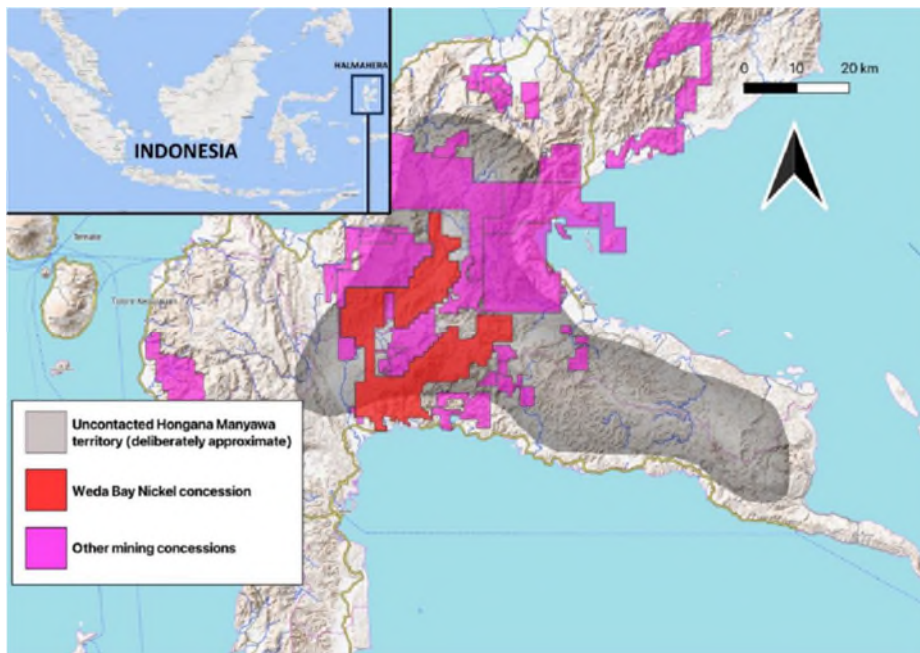 HALMAHERA
INDONESIA
0 10 20 km
Ternate
Uncontacted Hongana Manyawa
territory (deliberately approximate)
Weda Bay Nickel concession
Other mining concessions